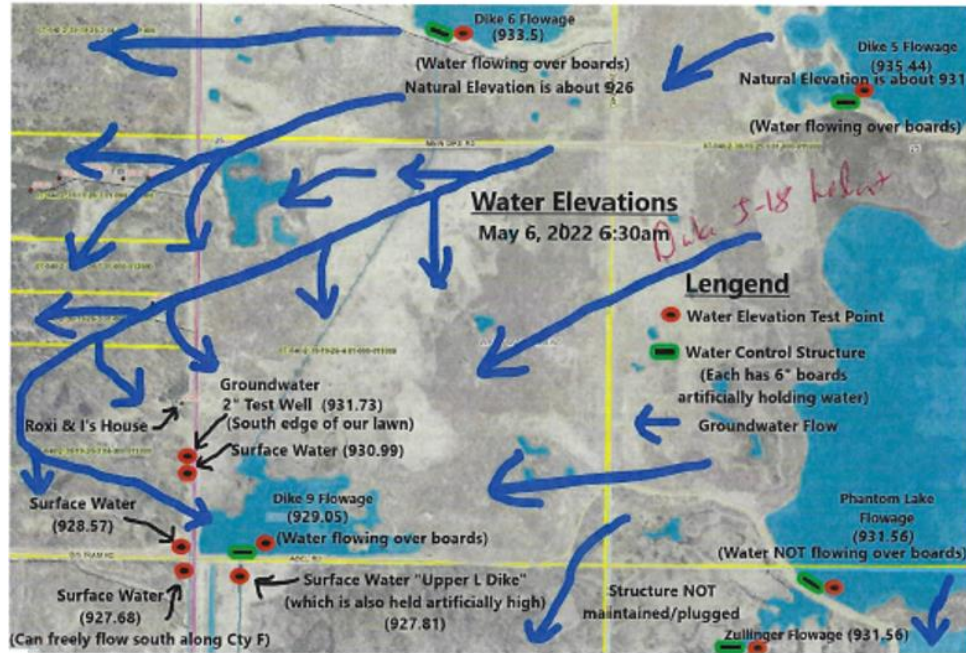 Dike 6 Flowage
(933.5)
(Water flowing over boards)
Natural Elevation is about 926
Dike 5 Flowage
(935.44)
Natural Elevation is about 931
(Water flowing over boards)
Water Elevations
May 6, 2022 6:30am
Lengend
Water Elevation Test Point
Water Control Structure
(Each has 6" boards
artificially holding water)
Groundwater Flow
Groundwater
2" Test Well (931.73)
(South edge of our lawn)
Roxi & I's House
Surface Water (930.99)
Surface Water
(928.57)
Dike 9 Flowage
(929.05)
(Water flowing over boards)
Phantom Lake
Flowage
(931.56)
(Water NOT flowing over boards)
Surface Water
(927.68)
(Can freely flow south along Cty F)
Surface Water "Upper L Dike"
(which is also held artificially high)
(927.81)
Structure NOT
maintained/plugged
Zullinger Flowage (931.56)